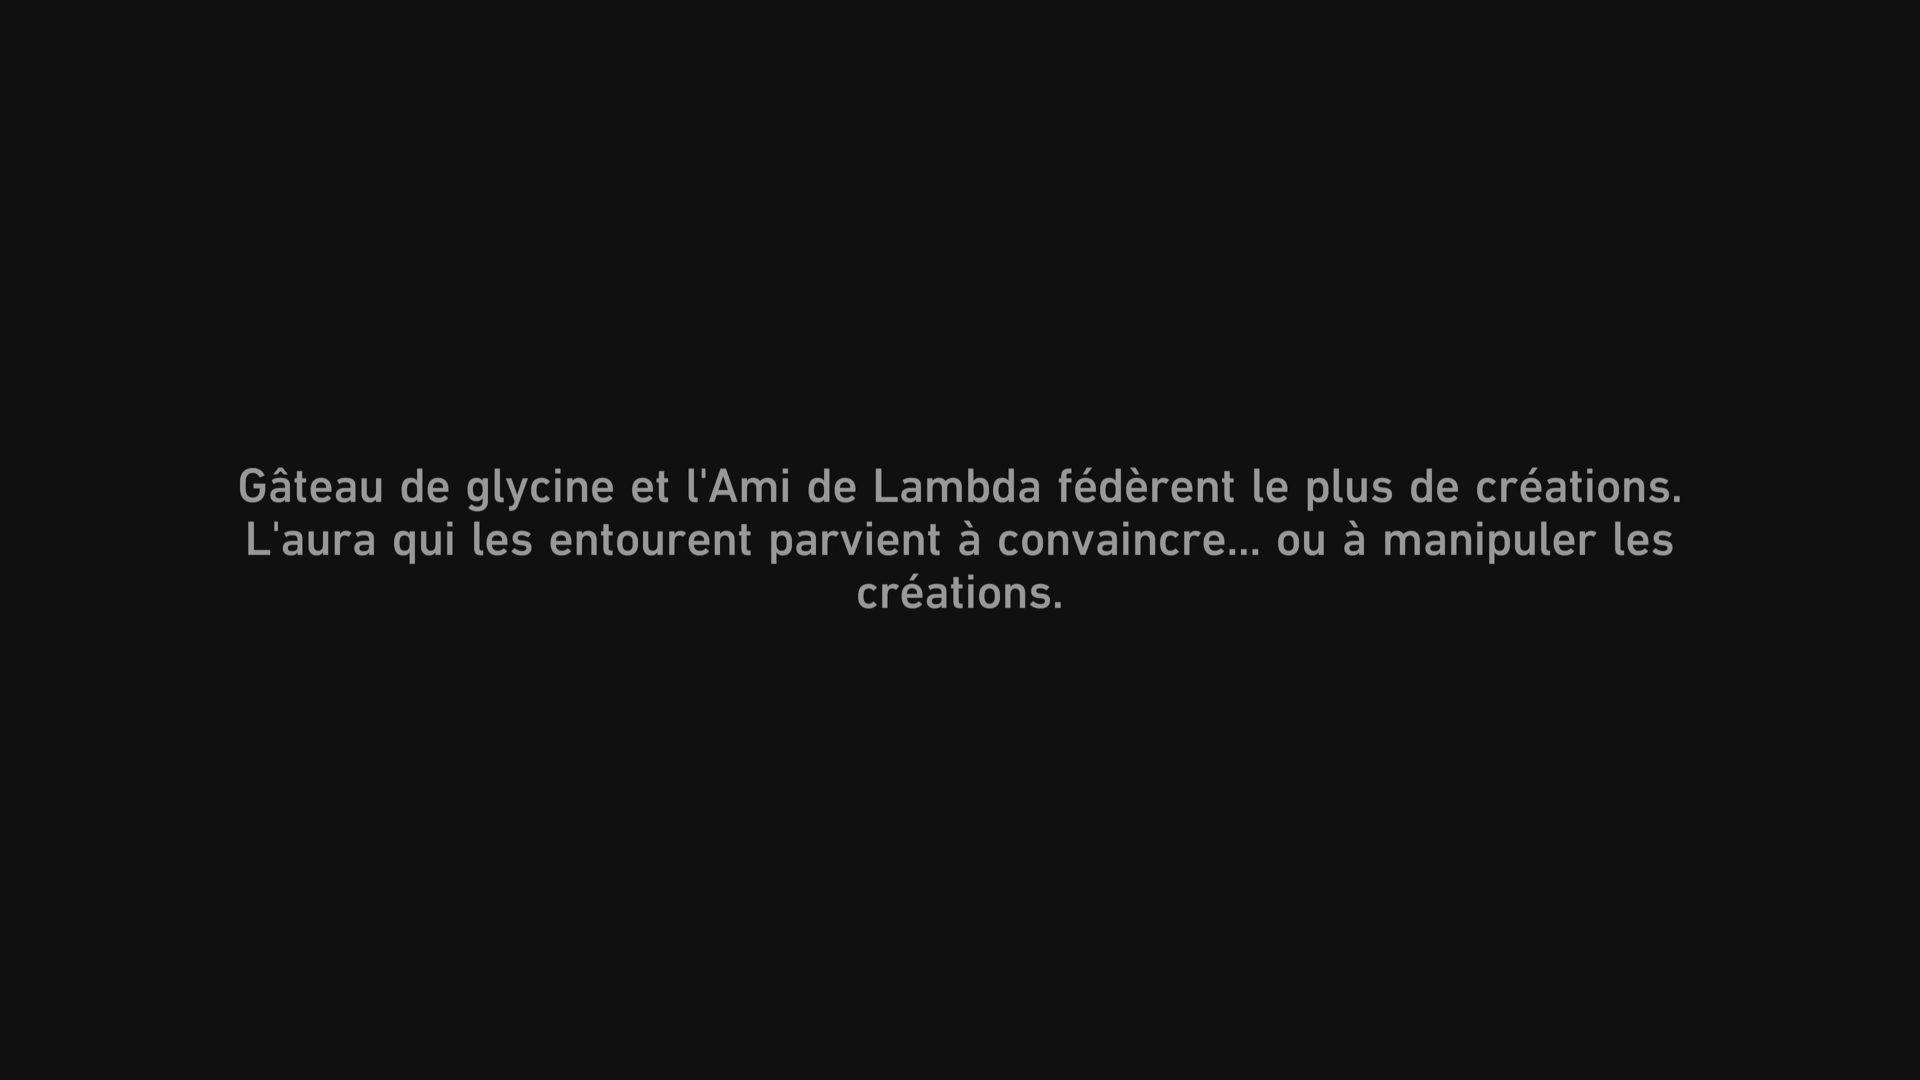 Gâteau de glycine et l'Ami de Lambda fédèrent le plus de créations.
L'aura qui les entourent parvient à convaincre... ou à manipuler les
créations.